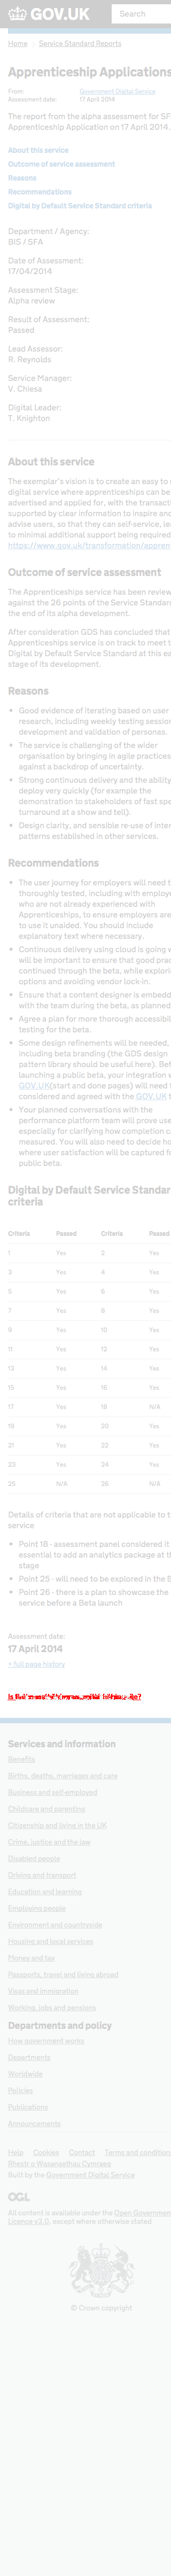 GOV.UK
Search
Home
Service Standard Reports
Apprenticeship Applications
From:
Government Digital Service
Assessment date:
17 April 2014
The report from the alpha assessment for SF
Apprenticeship Application on 17 April 2014.
About this service
Outcome of service assessment
Reasons
Recommendations
Digital by Default Service Standard criteria
Department / Agency:
BIS / SFA
Date of Assessment:
17/04/2014
Assessment Stage:
Alpha review
Result of Assessment:
Passed
Lead Assessor:
R. Reynolds
Service Manager:
V. Chiesa
Digital Leader:
T. Knighton
About this service
The exemplar's vision is to create an easy to
digital service where apprenticeships can be
advertised and applied for, with the transact
supported by clear information to inspire and
advise users, so that they can self-service, la
to minimal additional support being required
https://www.gov.uk/transformation/appren
Outcome of service assessment
The Apprenticeships service has been review
against the 26 points of the Service Standar
the end of its alpha development.
After consideration GDS has concluded that
Apprenticeships service is on track to meet t
Digital by Default Service Standard at this ea
stage of development.
Reasons
Good evidence of iterating based on user
research, including weekly testing session
development and validation of personas.
The service is challenging of the wider
organisation by bringing in agile practices
against a backdrop of uncertainty.
Strong continuous delivery and the ability
deploy very quickly (for example the
demonstration to stakeholders of fast spe
turnaround at a show and tell).
Design clarity, and sensible re-use of inter
patterns established in other services.
Recommendations
The user journey for employers will need t
thoroughly tested, including with employe
who are not already experienced with
Apprenticeships, to ensure employers are
to use it unaided. You should include
explanatory text where necessary.
Continuous delivery using cloud is going w
will be important to ensure that good prac
continued through the beta, while explorin
options and avoiding vendor lock-in.
Ensure that a content designer is embedde
with the team during the beta, as planned
Agree a plan for more thorough accessibili
testing for the beta.
Some design refinements will be needed,
including beta branding (the GDS design
pattern library should be useful here). Bef
launching a public beta, your integration w
GOV.UK(start and done pages) will need t
considered and agreed with the GOV.UK t
Your planned conversations with the
performance platform team will prove use
especially for clarifying how completion ca
measured. You will also need to decide ho
where user satisfaction will be captured fo
public beta.
Digital by Default Service Standar
criteria
Criteria Passed Criteria Passed
1 Yes 2 Yes
3 Yes 4 Yes
5 Yes 6 Yes
7 Yes 8 Yes
9 Yes 10 Yes
11 Yes 12 Yes
13 Yes 14 Yes
15 Yes 16 Yes
17 Yes 18 N/A
19 Yes 20 Yes
21 Yes 22 Yes
23 Yes 24 Yes
25 N/A 26 N/A
Details of criteria that are not applicable to t
service
Point 18 - assessment panel considered it
essential to add an analytics package at th
stage
Point 25 - will need to be explored in the B
Point 26 - there is a plan to showcase the
service before a Beta launch
Assessment date:
17 April 2014
+ full page history
Services and information
Benefits
Births, deaths, marriages and care
Business and self-employed
Childcare and parenting
Citizenship and living in the UK
Crime, justice and the law
Disabled people
Driving and transport
Education and learning
Employing people
Environment and countryside
Housing and local services
Money and tax
Passports, travel and living abroad
Visas and immigration
Working, jobs and pensions
Departments and policy
How government works
Departments
Worldwide
Policies
Publications
Announcements
Help Cookies Contact Terms and condition
Rhestr o Wasanaethau Cymraeg
Built by the Government Digital Service
OGL
All content is available under the Open Governmen
Licence v3.0, except where otherwise stated
© Crown copyright